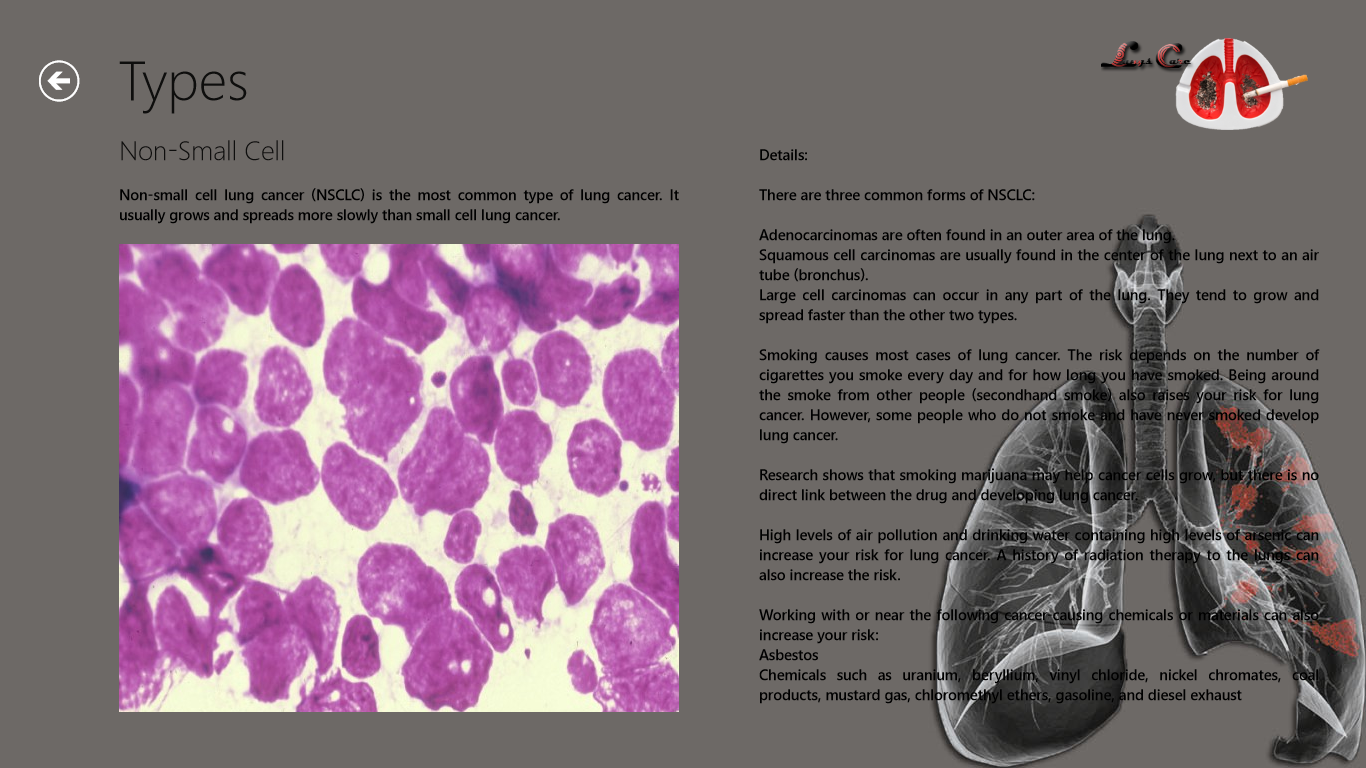 Types
Non-Small Cell
Non-small cell lung cancer (NSCLC) is the most common type of lung cancer. It
usually grows and spreads more slowly than small cell lung cancer.
Lung Care
Details:
There are three common forms of NSCLC:
Adenocarcinomas are often found in an outer area of the lung.
Squamous cell carcinomas are usually found in the center of the lung next to an air
tube (bronchus).
Large cell carcinomas can occur in any part of the lung. They tend to grow and
spread faster than the other two types.
Smoking causes most cases of lung cancer. The risk depends on the number of
cigarettes you smoke every day and for how long you have smoked. Being around
the smoke from other people (secondhand smoke) also raises your risk for lung
cancer. However, some people who do not smoke and have never smoked develop
lung cancer.
Research shows that smoking marijuana may help cancer cells grow, but there is no
direct link between the drug and developing lung cancer.
High levels of air pollution and drinking water containing high levels of arsenic can
increase your risk for lung cancer. A history of radiation therapy to the lungs can
also increase the risk.
Working with or near the following cancer-causing chemicals or materials can also
increase your risk:
Asbestos
Chemicals such as uranium, beryllium, vinyl chloride, nickel chromates, coal
products, mustard gas, chloromethyl ethers, gasoline, and diesel exhaust